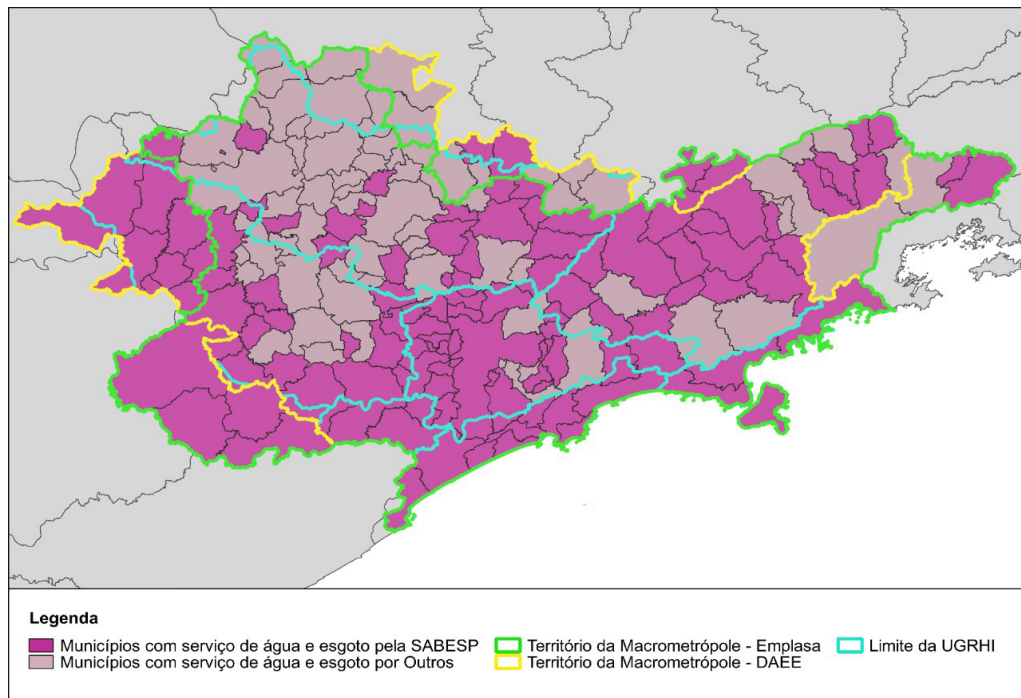 Legenda
Municípios com serviço de água e esgoto pela SABESP
Municípios com serviço de água e esgoto por Outros
Território da Macrometrópole - Emplasa
Território da Macrometrópole - DAEE
Limite da UGRHI